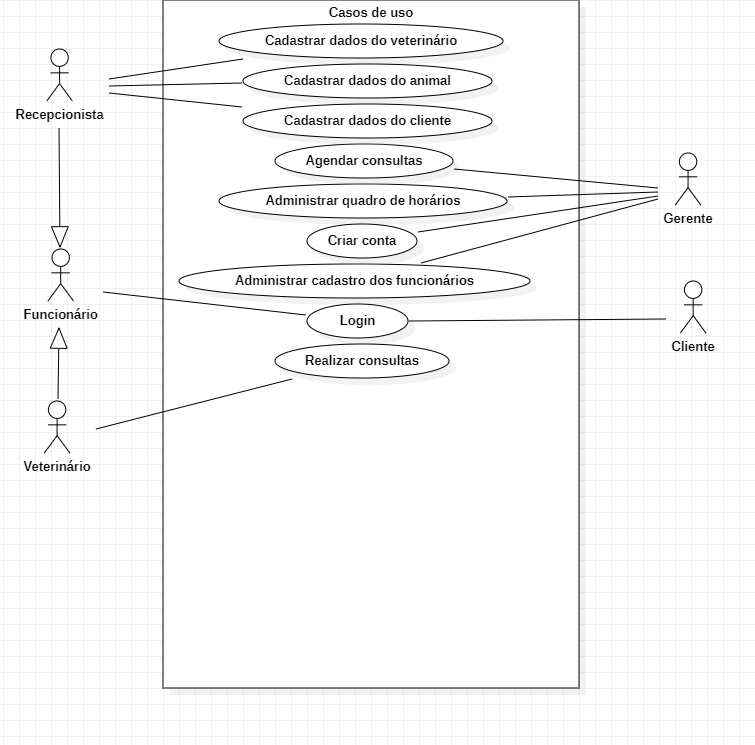 Casos de uso
Cadastrar dados do veterinário
Cadastrar dados do animal
Recepcionista
Cadastrar dados do cliente
Agendar consultas
Administrar quadro de horários
Gerente
Criar conta
Administrar cadastro dos funcionários
Funcionário
Login
Cliente
Realizar consultas
Veterinário